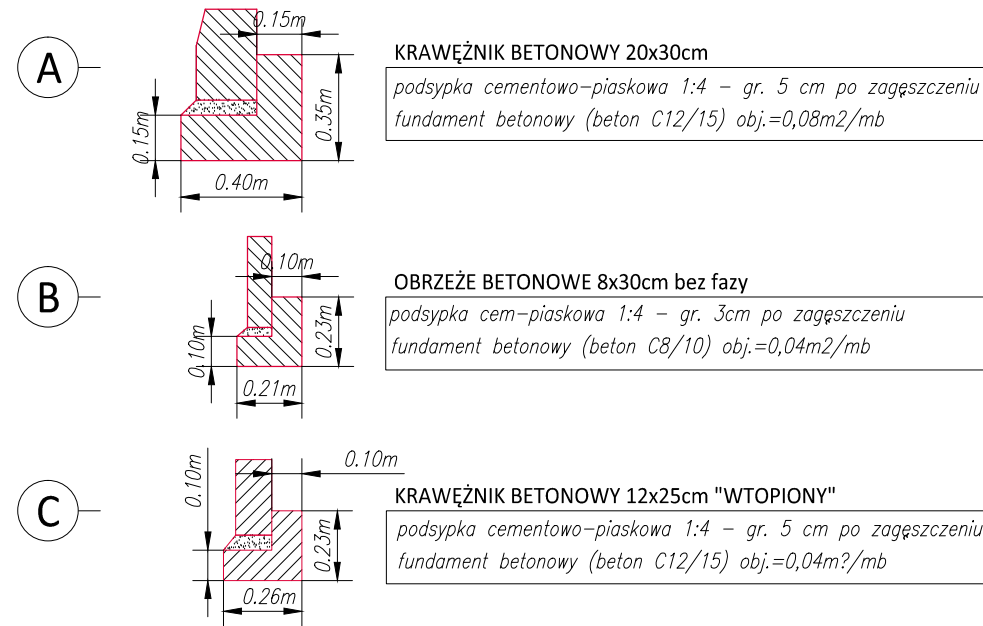 A
0.15m
0.15m
0.35m
0.40m
KRAWĘŻNIK BETONOWY 20x30cm
podsypka cementowo-piaskowa 1:4 - gr. 5 cm po zagęszczeniu
fundament betonowy (beton C12/15) obj.=0,08m2/mb
B
0.10m
0.10m
0.23m
0.21m
OBRZEŻE BETONOWE 8x30cm bez fazy
podsypka cem-piaskowa 1:4 - gr. 3cm po zagęszczeniu
fundament betonowy (beton C8/10) obj.=0,04m2/mb
C
0.10m
0.10m
0.23m
0.26m
KRAWĘŻNIK BETONOWY 12x25cm "WTOPIONY"
podsypka cementowo-piaskowa 1:4 - gr. 5 cm po zagęszczeniu
fundament betonowy (beton C12/15) obj.=0,04m?/mb